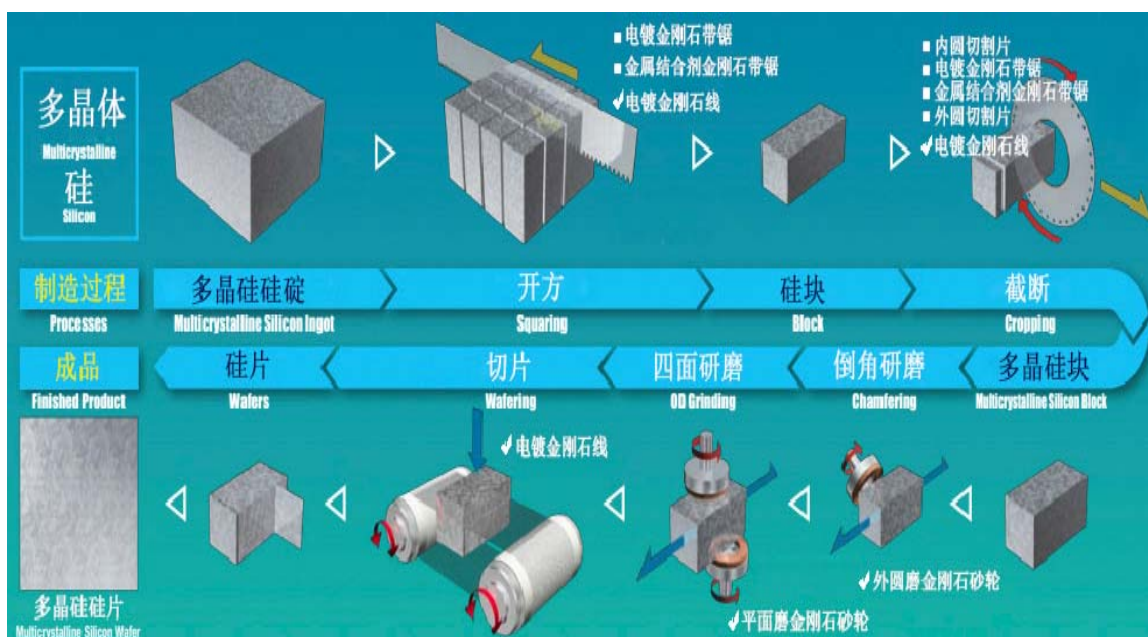 多晶体
Multicrystalline
硅
Silicon
■电镀金刚石带锯
■金属结合剂金刚石带锯
✓电镀金刚石线
■内圆切割片
■电镀金刚石带锯
■金属结合剂金刚石带锯
■外圆切割片
✓电镀金刚石线
制造过程
Processes
多晶硅硅碇
Multicrystalline Silicon Ingot
开方
Squaring
硅块
Block
截断
Cropping
成品
Finished Product
硅片
Wafers
切片
Wafering
四面研磨
OD Grinding
倒角研磨
Chamfering
多晶硅块
Multicrystalline Silicon Block
✓电镀金刚石线
✓平面磨金刚石砂轮
✓外圆磨金刚石砂轮
多晶硅硅片
Multicrystalline Silicon Wafer